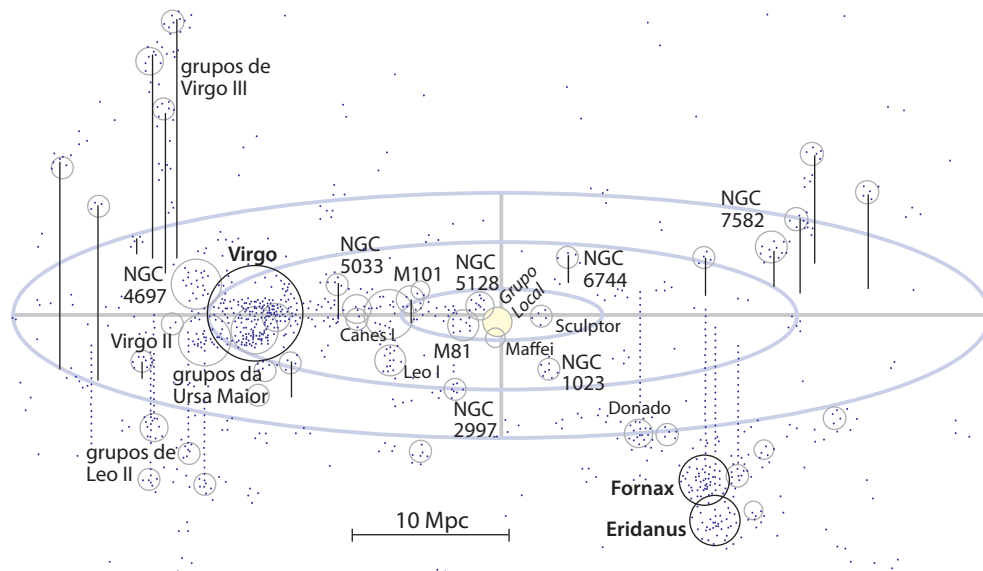 grupos de
Virgo III
NGC
7582
NGC
4697
Virgo
NGC
5033
M101
NGC
5128
Grupo
Local
NGC
6744
Virgo II
Canes I
Sculptor
M81
Maffei
grupos da
Ursa Maior
Leo I
NGC
1023
NGC
2997
Donado
grupos de
Leo II
Fornax
Eridanus
10 Mpc